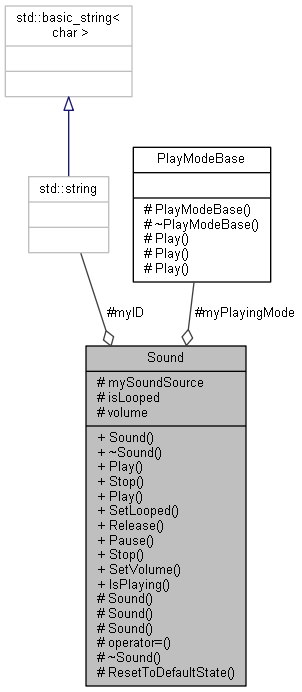 std::basic_string<
char >
std::string
PlayModeBase
# PlayModeBase()
# ~PlayModeBase()
# Play()
# Play()
# Play()
#myID
#myPlayingMode
Sound
# mySoundSource
# isLooped
# volume
+ Sound()
+ ~Sound()
+ Play()
+ Stop()
+ Play()
+ SetLooped()
+ Release()
+ Pause()
+ Stop()
+ SetVolume()
+ IsPlaying()
# Sound()
# Sound()
# Sound()
# operator=()
# ~Sound()
# ResetToDefaultState()